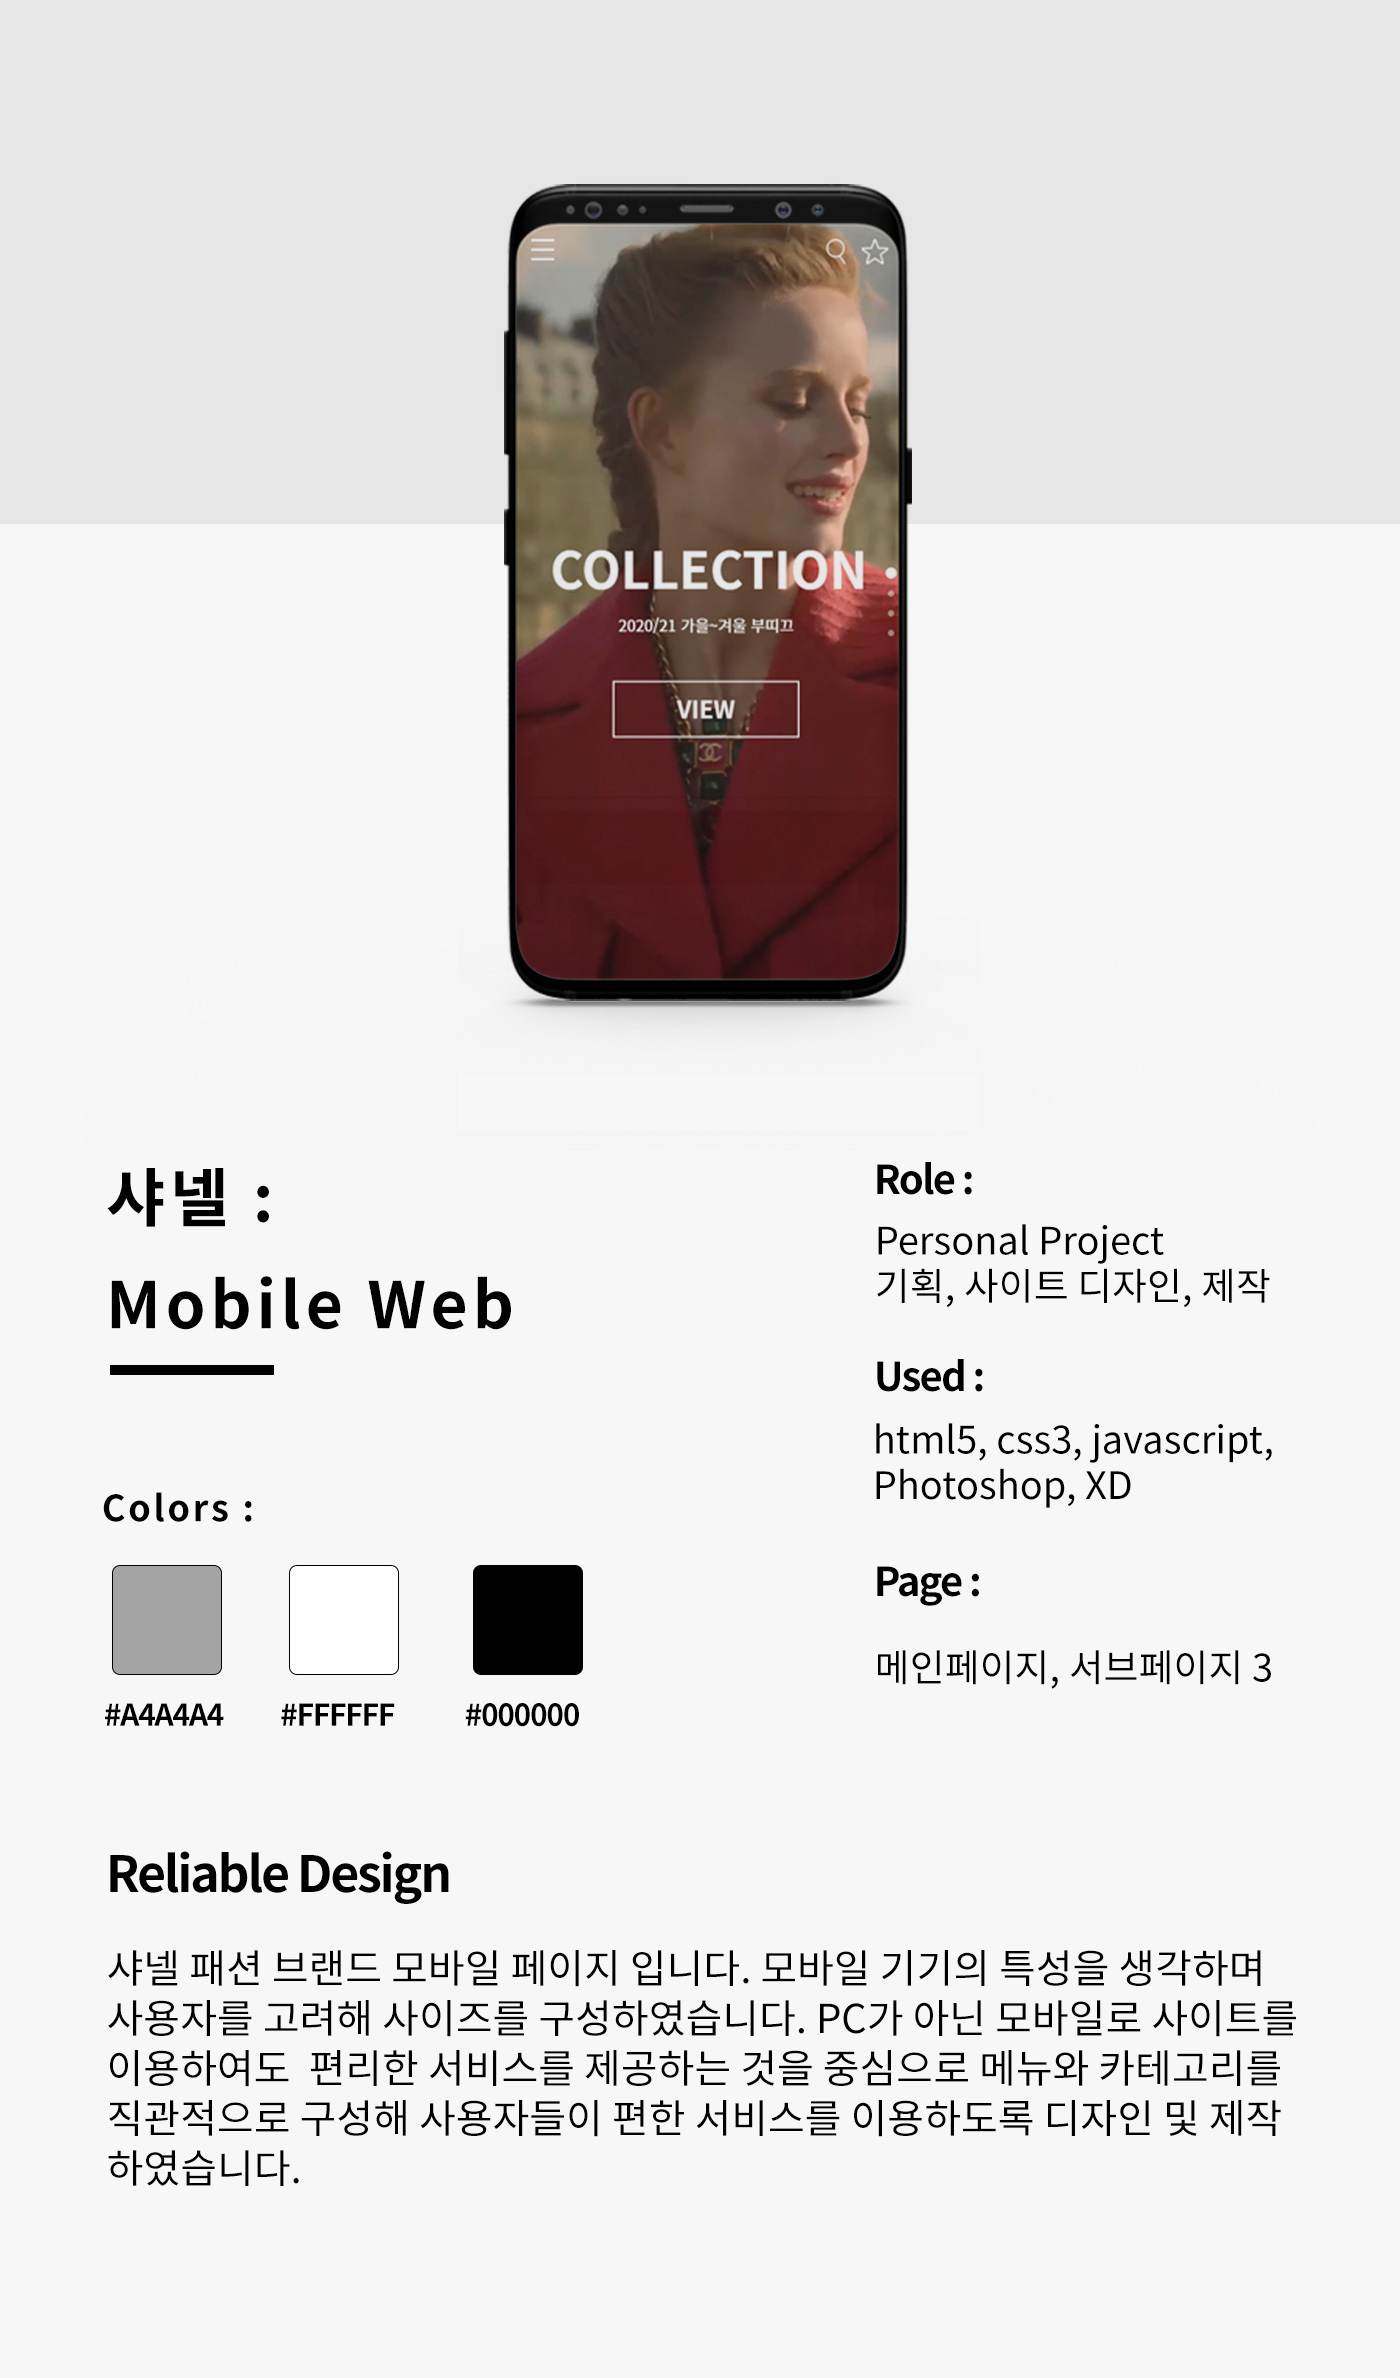 COLLECTION
2020/21 가을~겨울 부띠끄
VIEW
샤넬 :
Mobile Web
Colors :
#A4A4A4
#FFFFFF
#000000
Role :
Personal Project
기획, 사이트 디자인, 제작
Used :
html5, css3, javascript,
Photoshop, XD
Page :
메인페이지, 서브페이지 3
Reliable Design
샤넬 패션 브랜드 모바일 페이지 입니다. 모바일 기기의 특성을 생각하며
사용자를 고려해 사이즈를 구성하였습니다. PC가 아닌 모바일로 사이트를
이용하여도 편리한 서비스를 제공하는 것을 중심으로 메뉴와 카테고리를
직관적으로 구성해 사용자들이 편한 서비스를 이용하도록 디자인 및 제작
하였습니다.